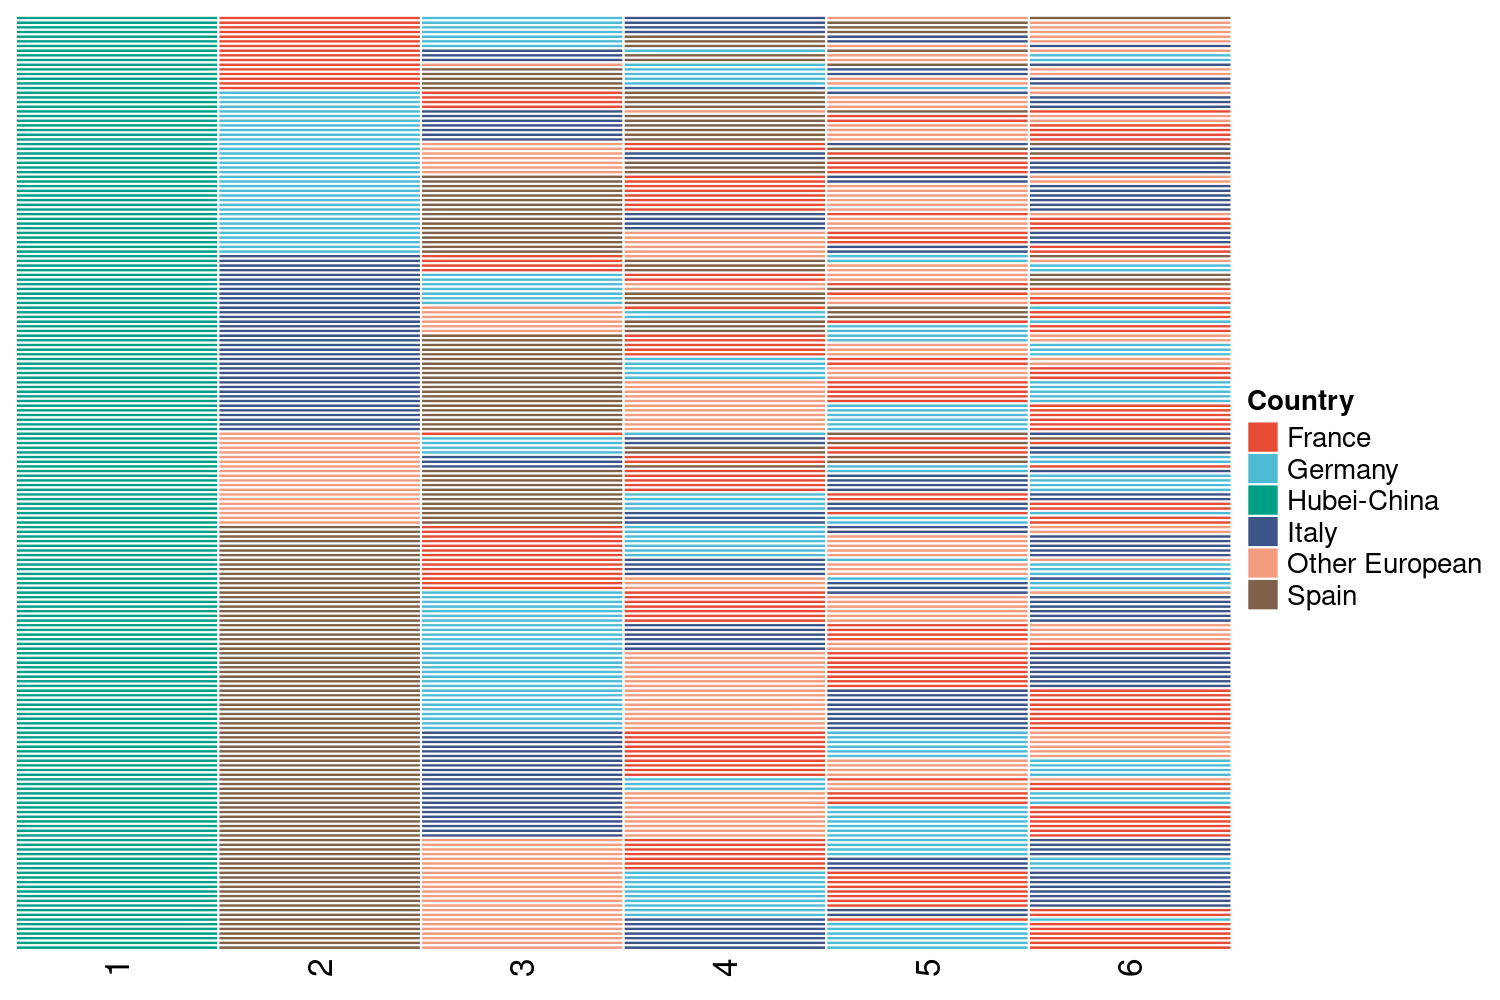 Country
France
Germany
Hubei-China
Italy
Other European
Spain
1 2 3 4 5 6